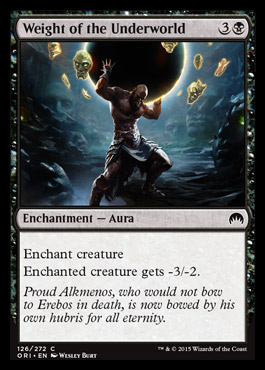 Weight of the Underworld 3
Enchantment — Aura
Enchant creature
Enchanted creature gets -3/-2.
Proud Alkmenos, who would not bow
to Erebos in death, is now bowed by his
own hubris for all eternity.
126/272 C
ORI • EN Wesley Burt
™ & © 2015 Wizards of the Coast